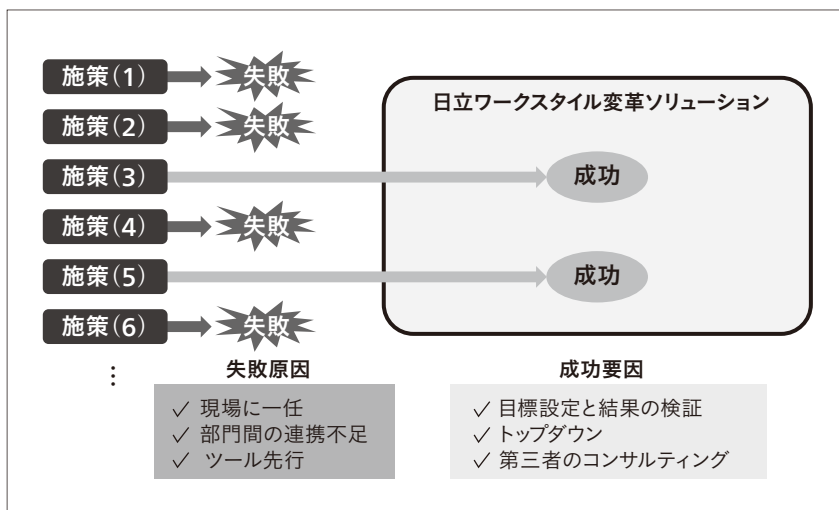 施策(1)
失敗
日立ワークスタイル変革ソリューション
施策(2)
失敗
施策(3)
成功
施策(4)
失敗
施策(5)
成功
施策(6)
失敗
⋮
失敗原因
✓ 現場に一任
✓ 部門間の連携不足
✓ ツール先行
成功要因
✓ 目標設定と結果の検証
✓ トップダウン
✓ 第三者のコンサルティング